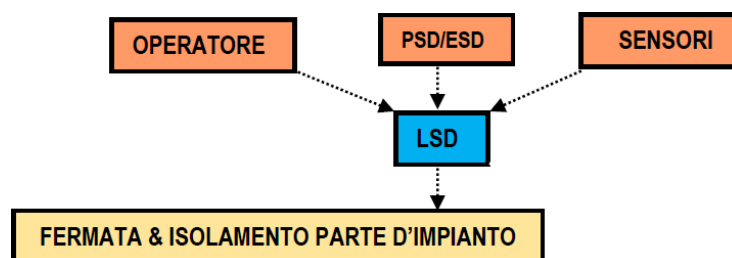 OPERATORE
PSD/ESD
SENSORI
LSD
FERMATA & ISOLAMENTO PARTE D'IMPIANTO